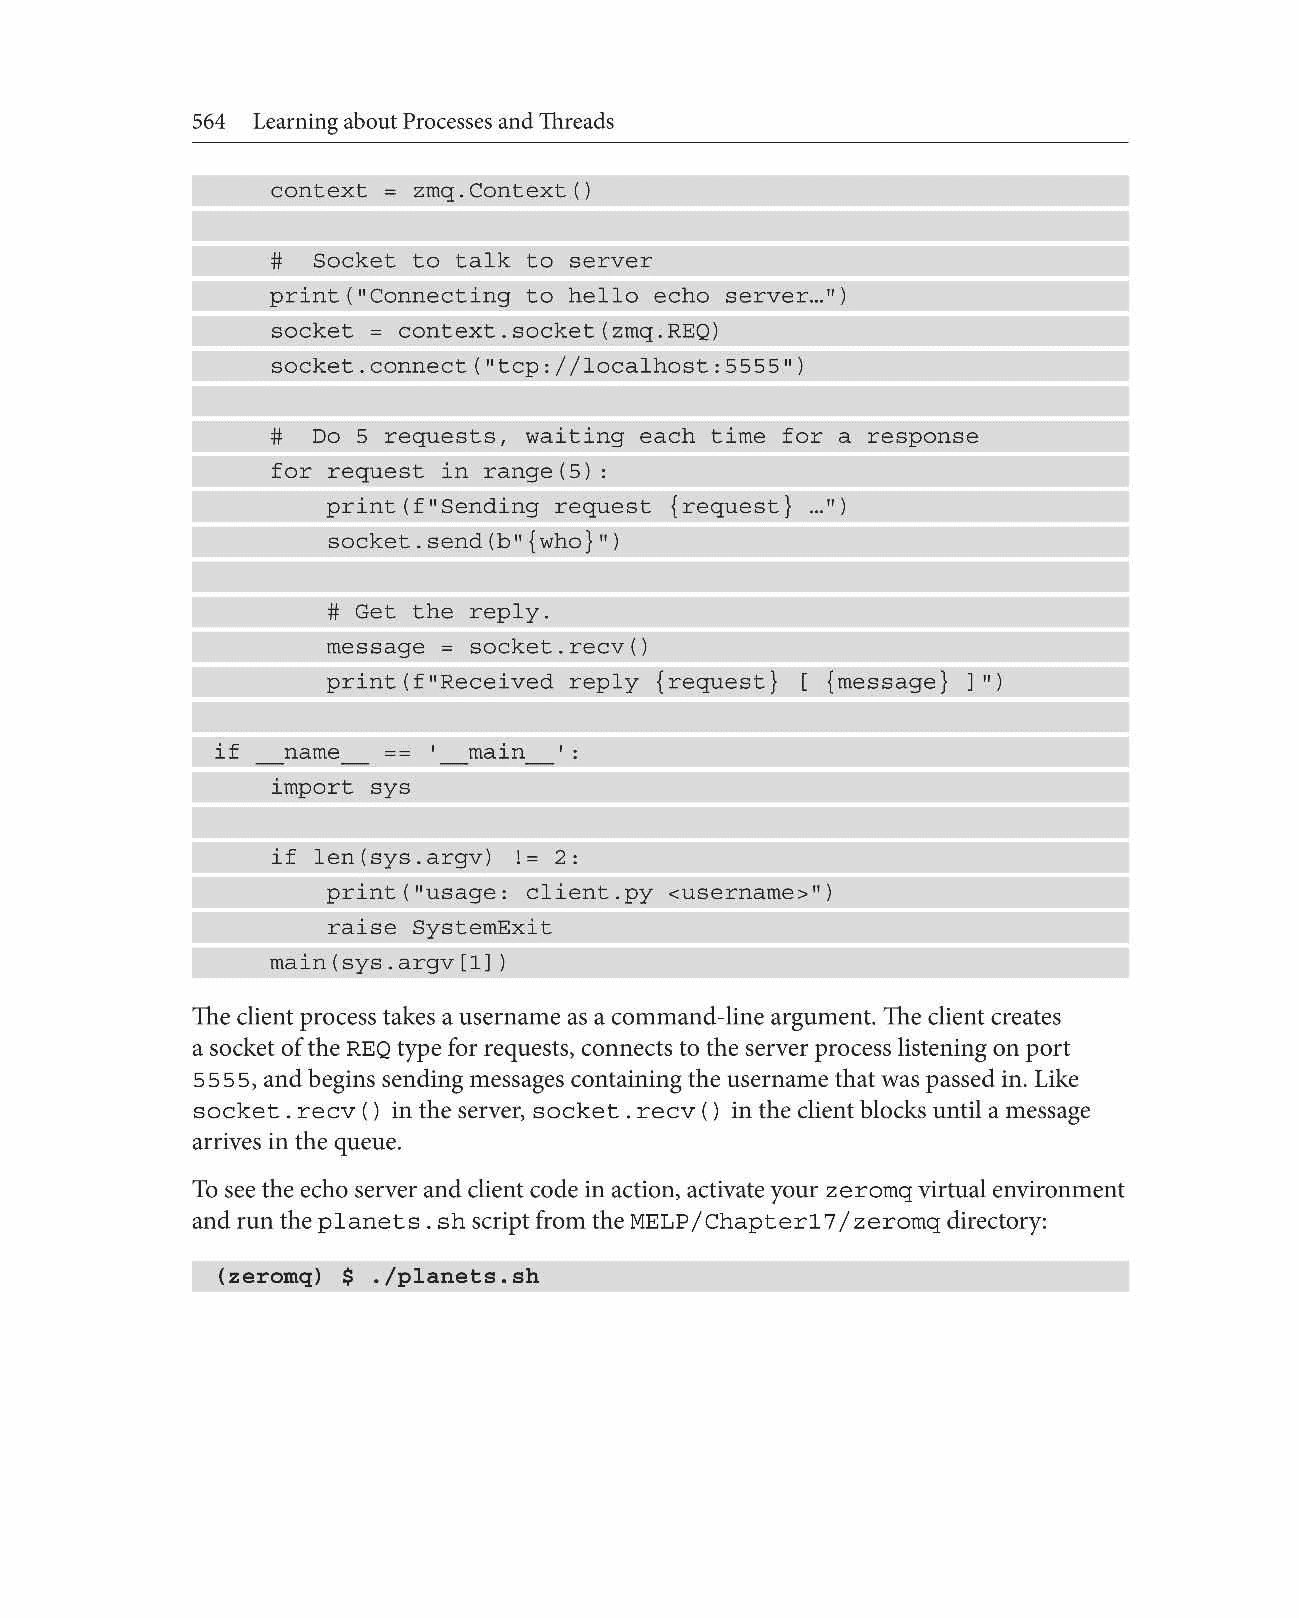 564 Learning about Processes and Threads
    context = zmq.Context()
    #  Socket to talk to server
    print("Connecting to hello echo server…")
    socket = context.socket(zmq.REQ)
    socket.connect("tcp://localhost:5555")
    #  Do 5 requests, waiting each time for a response
    for request in range(5):
        print(f"Sending request {request} …")
        socket.send(b"{who}")
        # Get the reply.
        message = socket.recv()
        print(f"Received reply {request} [ {message} ]")
if __name__ == '__main__':
    import sys
    if len(sys.argv) != 2:
        print("usage: client.py <username>")
        raise SystemExit
    main(sys.argv[1])
The client process takes a username as a command-line argument. The client creates
a socket of the REQ type for requests, connects to the server process listening on port
5555, and begins sending messages containing the username that was passed in. Like
socket.recv() in the server, socket.recv() in the client blocks until a message
arrives in the queue.
To see the echo server and client code in action, activate your zeromq virtual environment
and run the planets.sh script from the MELP/Chapter17/zeromq directory:
(zeromq) $ ./planets.sh